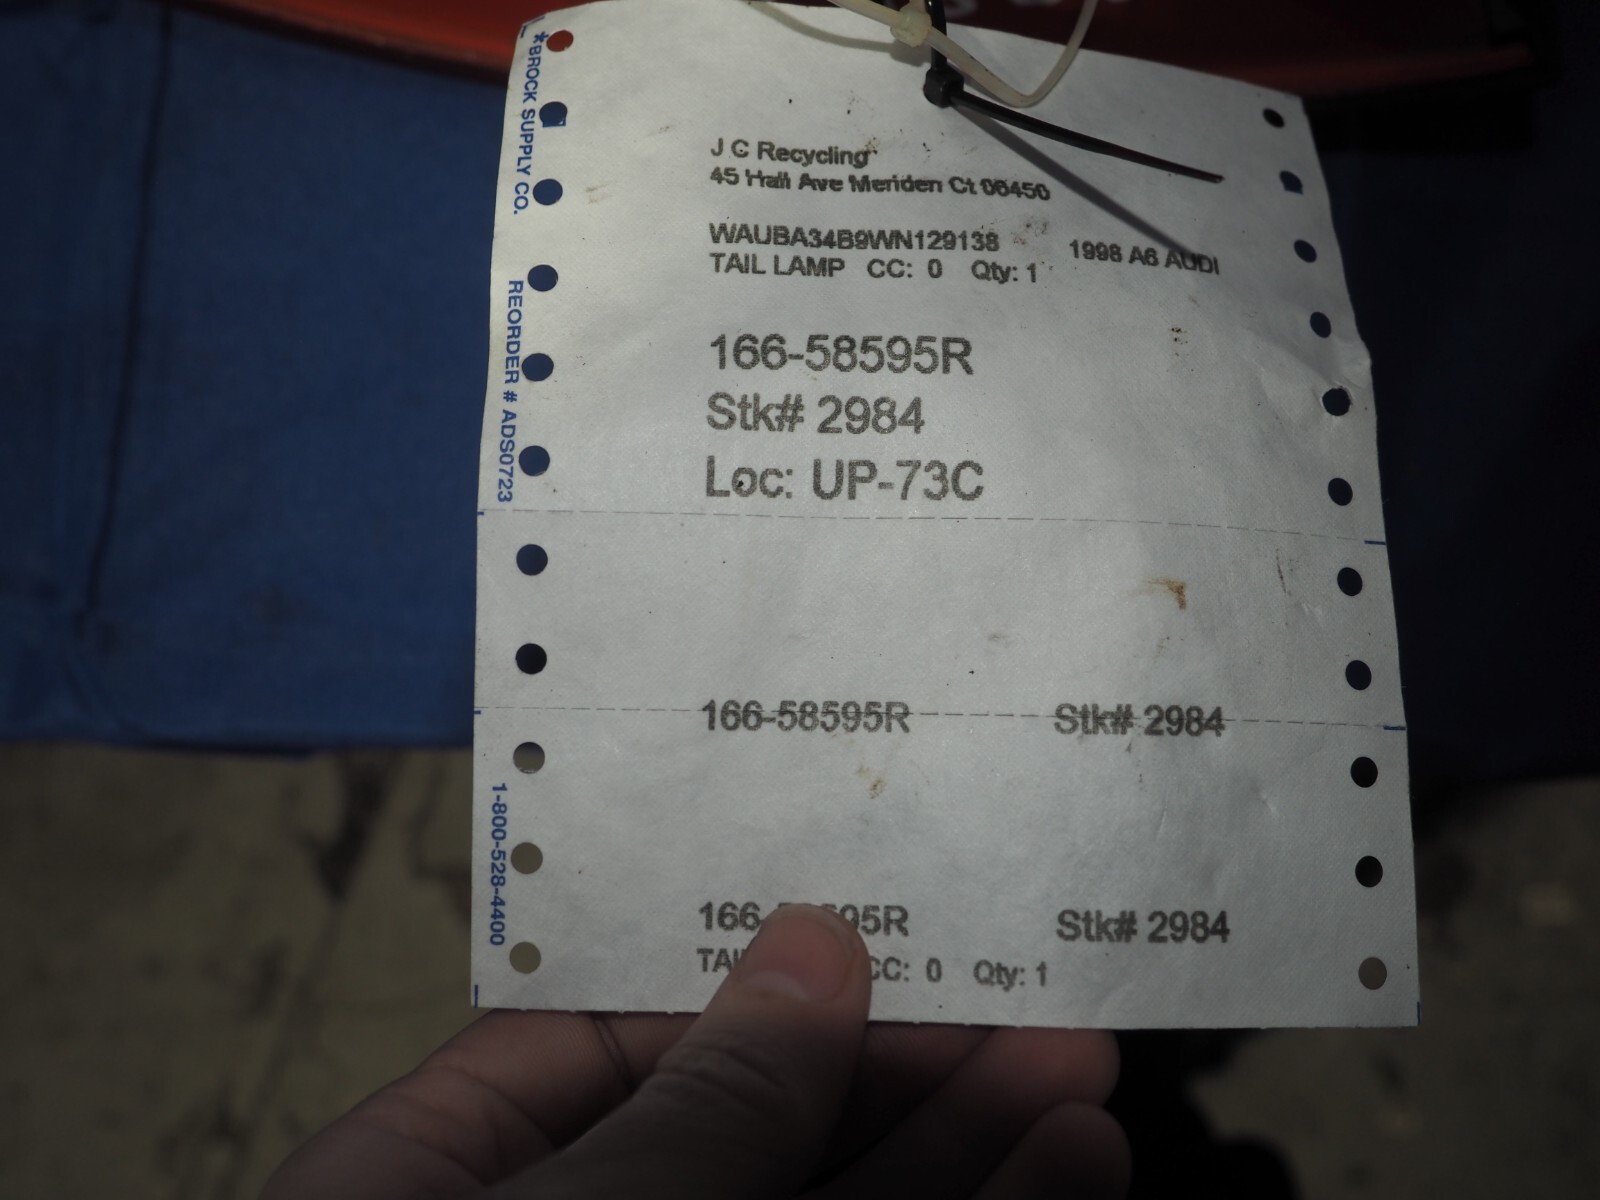 *BROCK SUPPLY CO.
REORDER # ADS0723
1-800-528-4400
J C Recycling
45 Hall Ave Meriden Ct 06450
WAUBA34B9WN129138 1998 A6 AUDI
TAIL LAMP CC: 0 Qty: 1
166-58595R
Stk# 2984
Loc: UP-73C
166-58595R Stk# 2984
166- 95R Stk# 2984
CC: 0 Qty: 1